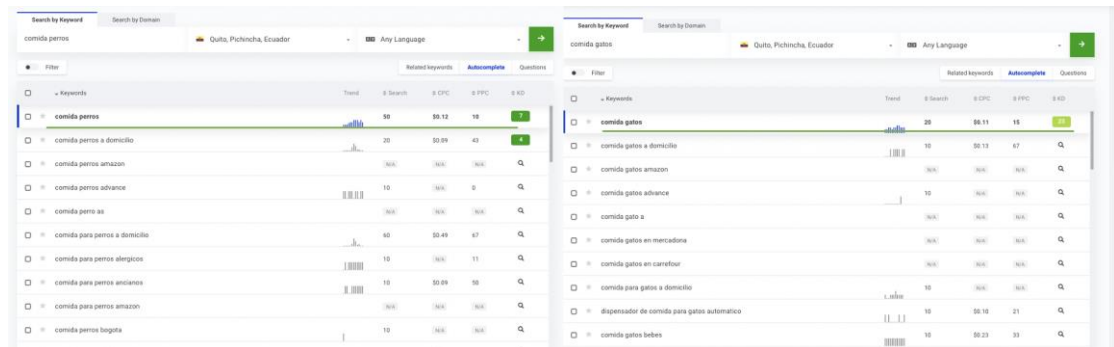 Search by Keyword Search by Domain
comida perros Quito, Pichincha, Ecuador Any Language
Filter Related keywords Autocomplete Questions
Keywords Trend Search CPC PPC KD
comida perros 50 $0.12 10 7
comida perros a domicilio 20 $0.09 43 4
comida perros amazon N/A N/A N/A
comida perros advance 10 N/A 0
comida perro as N/A N/A N/A
comida para perros a domicilio 60 $0.49 67
comida para perros alergicos 10 N/A 11
comida para perros ancianos 10 $0.09 50
comida para perros amazon N/A N/A N/A
comida perros bogota 10 N/A N/A
Search by Keyword Search by Domain
comida gatos Quito, Pichincha, Ecuador Any Language
Filter Related keywords Autocomplete Questions
Keywords Trend Search CPC PPC KD
comida gatos 20 $0.11 15 23
comida gatos a domicilio 10 $0.13 67
comida gatos amazon N/A N/A N/A
comida gatos advance 10 N/A N/A
comida gato a N/A N/A N/A
comida gatos en mercadona N/A N/A N/A
comida gatos en carrefour N/A N/A N/A
comida para gatos a domicilio 10 N/A N/A
dispensador de comida para gatos automatico 10 $0.10 21
comida gatos bebes 10 $0.23 33